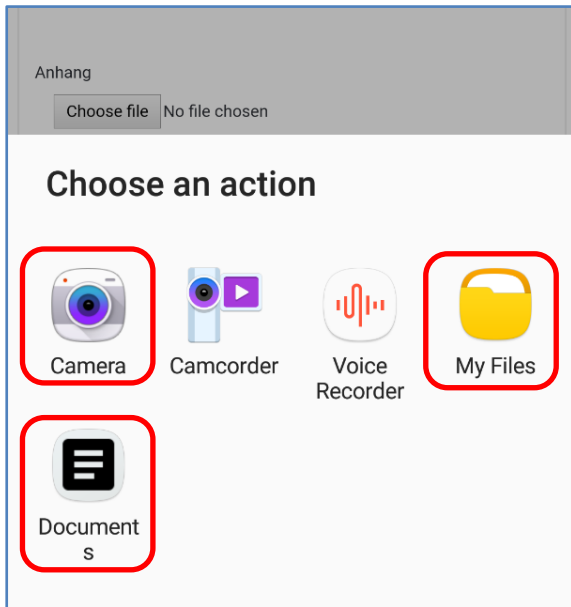 Anhang
Choose file No file chosen
Choose an action
Camera Camcorder Voice My Files
Recorder
Document
s